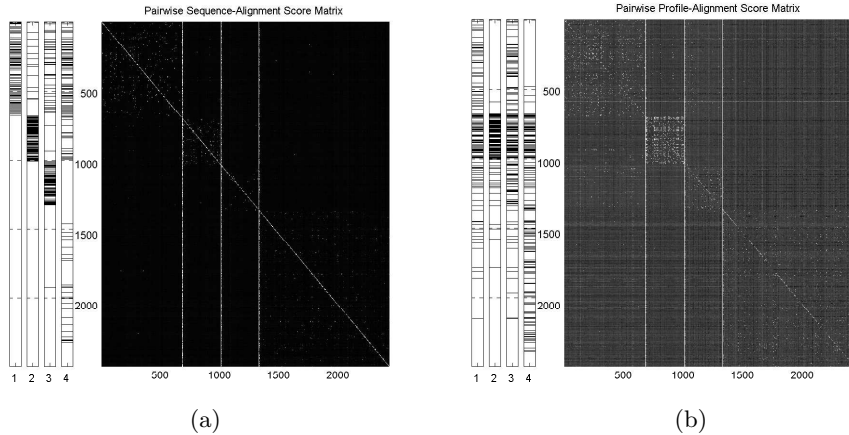 Pairwise Sequence-Alignment Score Matrix
500
1000
1500
2000
1 2 3 4
500 1000 1500 2000
(a)
Pairwise Profile-Alignment Score Matrix
500
1000
1500
2000
1 2 3 4
500 1000 1500 2000
(b)